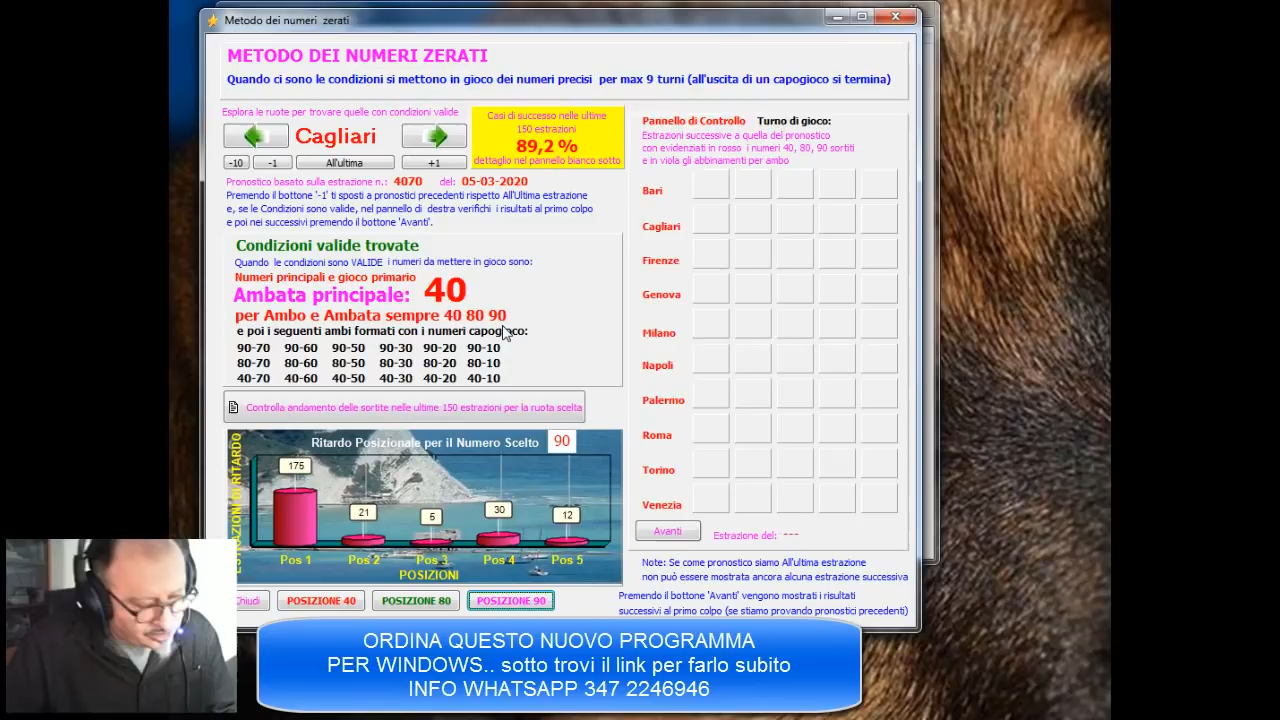 Metodo dei numeri zerati
METODO DEI NUMERI ZERATI
Quando ci sono le condizioni si mettono in gioco dei numeri precisi per max 9 turni (all'uscita di un capogioco si termina)
Esplora le ruote per trovare quelle con condizioni valide
Cagliari
-10 -1 All'ultima +1
Casi di successo nelle ultime
150 estrazioni
89,2 %
dettaglio nel pannello bianco sotto
Pronostico basato sulla estrazione n.: 4070 del: 05-03-2020
Premendo il bottone '-1' ti sposti a pronostici precedenti rispetto All'Ultima estrazione
e, se le Condizioni sono valide, nel pannello di destra verifichi i risultati al primo colpo
e poi nei successivi premendo il bottone 'Avanti'.
Condizioni valide trovate
Quando le condizioni sono VALIDE i numeri da mettere in gioco sono:
Numeri principali e gioco primario
Ambata principale: 40
per Ambo e Ambata sempre 40 80 90
e poi i seguenti ambi formati con i numeri capogioco:
90-70 90-60 90-50 90-30 90-20 90-10
80-70 80-60 80-50 80-30 80-20 80-10
40-70 40-60 40-50 40-30 40-20 40-10
Controlla andamento delle sortite nelle ultime 150 estrazioni per la ruota scelta
Ritardo Posizionale per il Numero Scelto 90
175 21 5 30 12
Pos 1 Pos 2 Pos 3 Pos 4 Pos 5
POSIZIONI
POSIZIONE 40 POSIZIONE 80 POSIZIONE 90
Pannello di Controllo Turno di gioco:
Estrazioni successive a quella del pronostico
con evidenziati in rosso i numeri 40, 80, 90 sortiti
e in viola gli abbinamenti per ambo
Bari
Cagliari
Firenze
Genova
Milano
Napoli
Palermo
Roma
Torino
Venezia
Avanti Estrazione del: ---
Note: Se come pronostico siamo All'ultima estrazione
non può essere mostrata ancora alcuna estrazione successiva
Premendo il bottone 'Avanti' vengono mostrati i risultati
successivi al primo colpo (se stiamo provando pronostici precedenti)
ORDINA QUESTO NUOVO PROGRAMMA
PER WINDOWS.. sotto trovi il link per farlo subito
INFO WHATSAPP 347 2246946